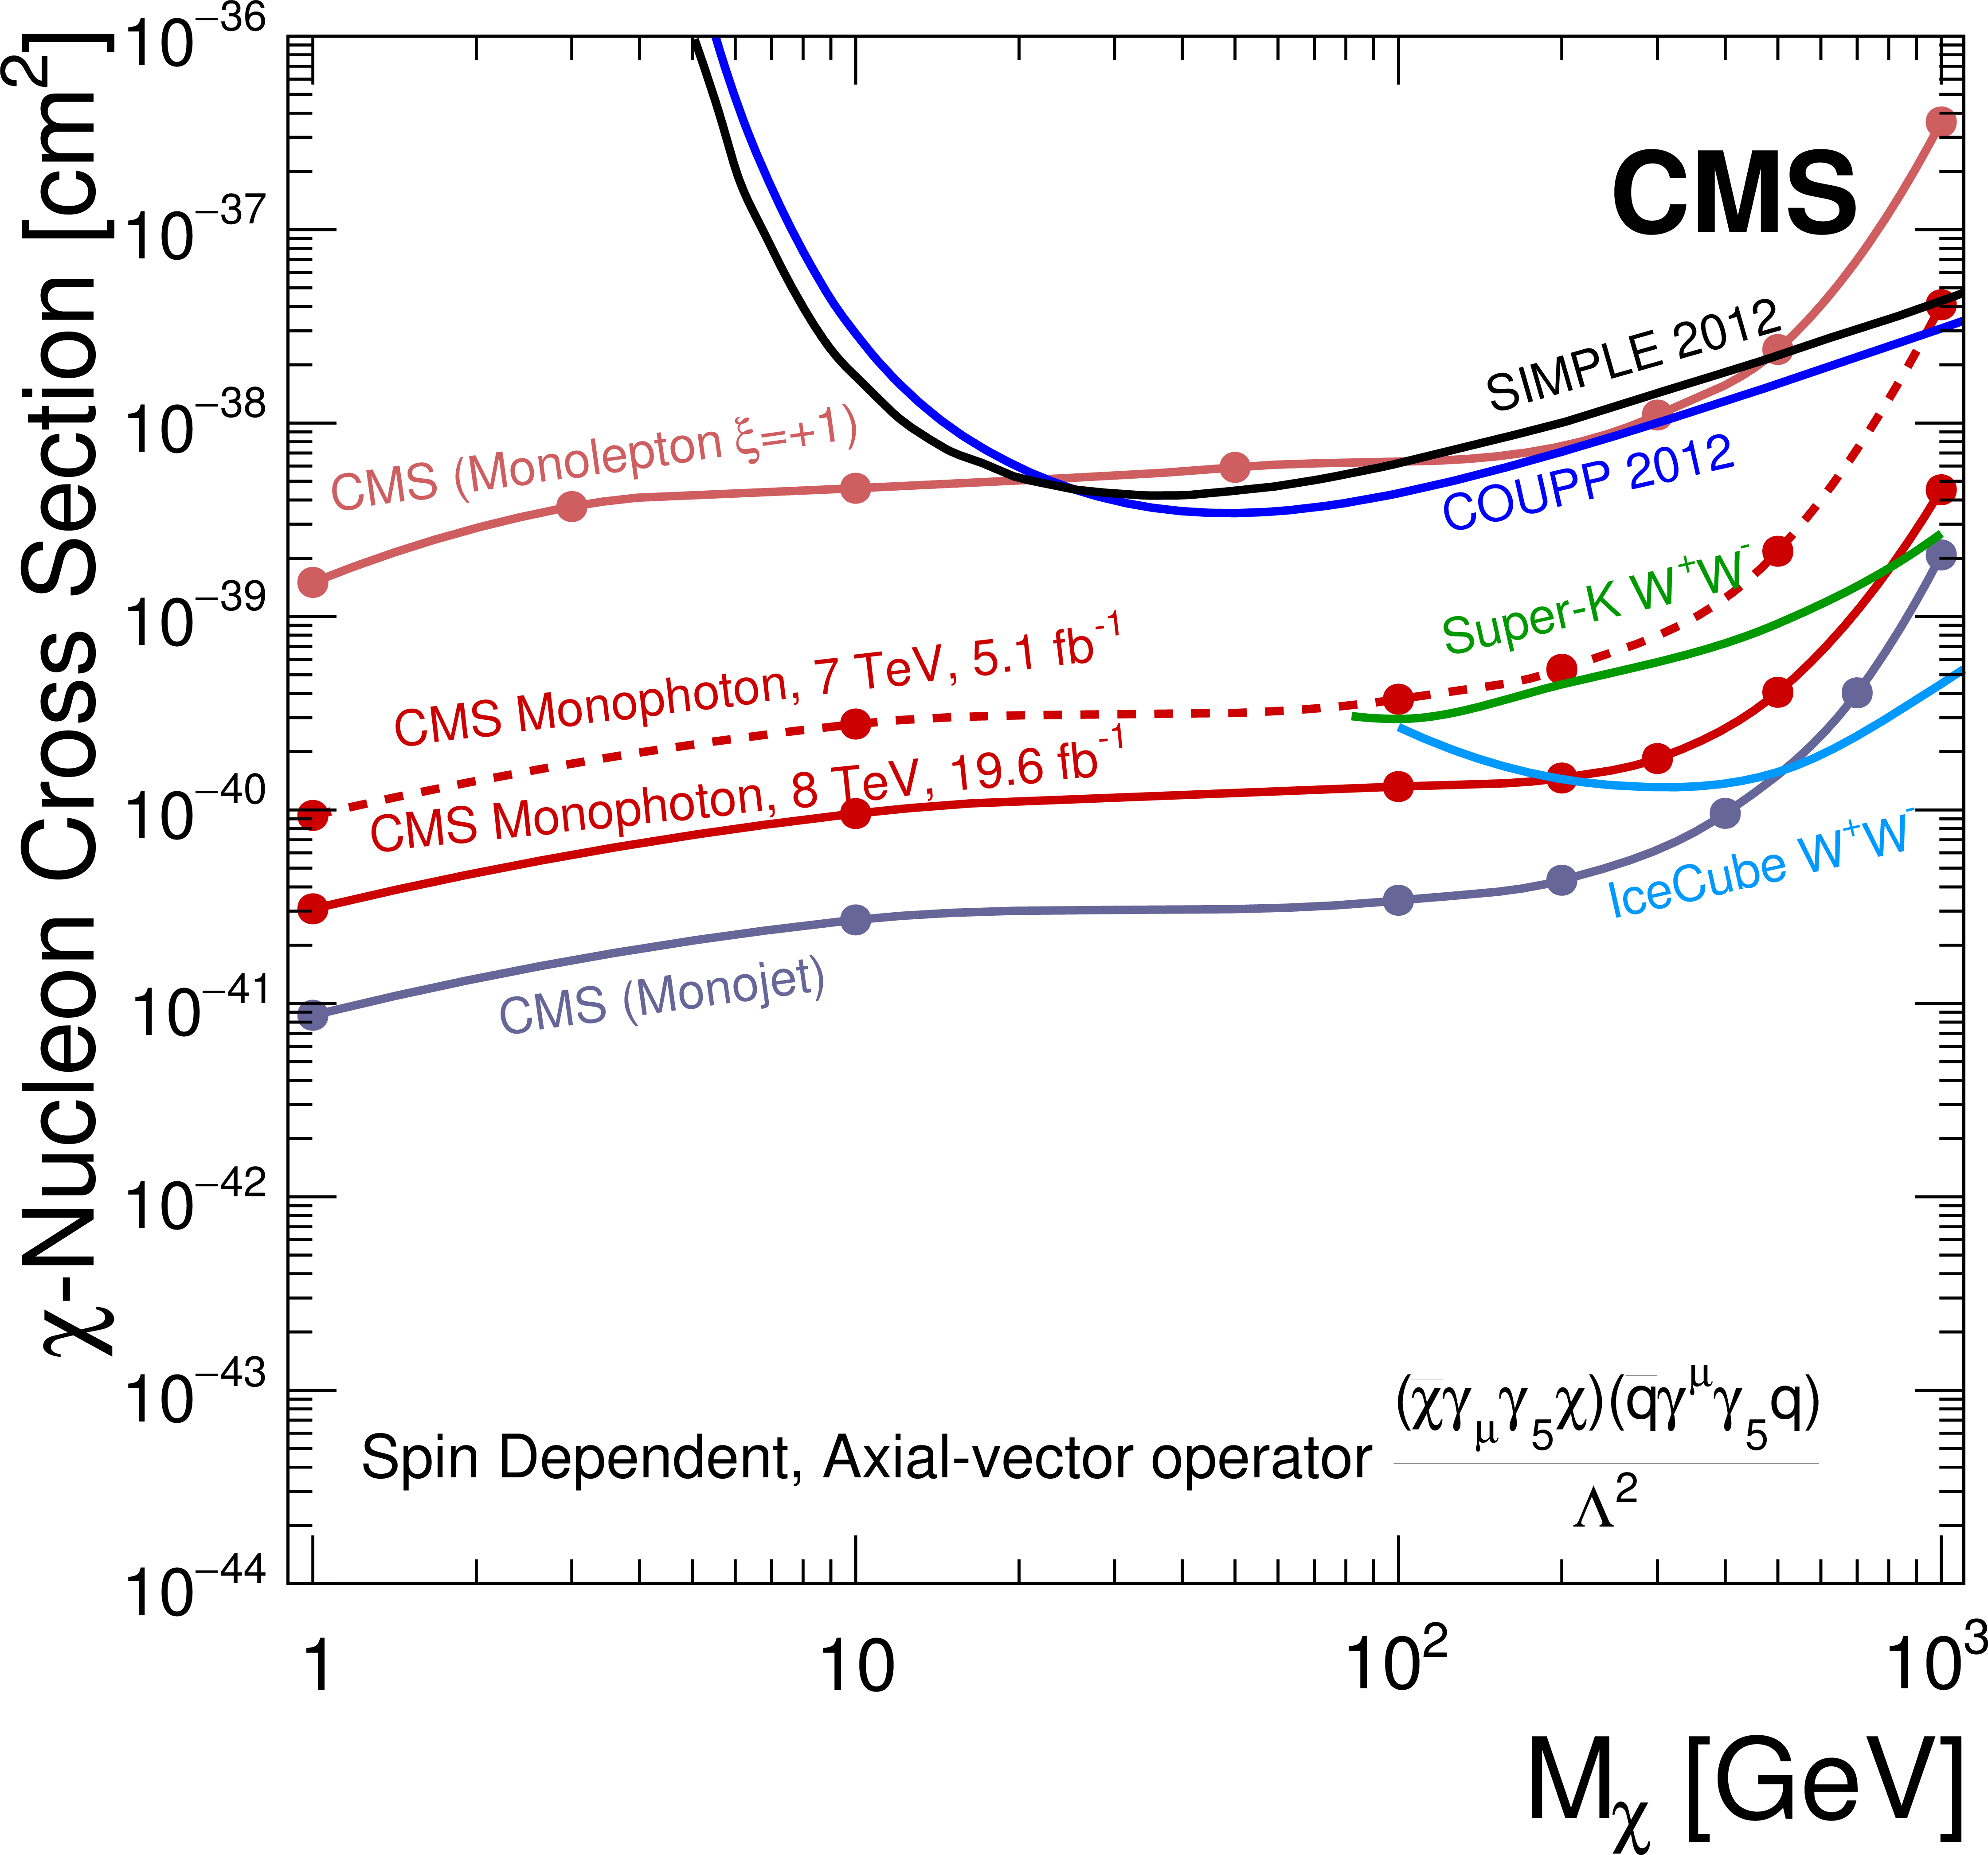 χ-Nucleon Cross Section [cm²]
10⁻³⁶
10⁻³⁷
10⁻³⁸
10⁻³⁹
10⁻⁴⁰
10⁻⁴¹
10⁻⁴²
10⁻⁴³
10⁻⁴⁴
CMS
SIMPLE 2012
CMS (Monolepton ξ=+1)
COUPP 2012
Super-K W⁺W⁻
CMS Monophoton, 7 TeV, 5.1 fb⁻¹
CMS Monophoton, 8 TeV, 19.6 fb⁻¹
IceCube W⁺W⁻
CMS (Monojet)
Spin Dependent, Axial-vector operator (χ̅γ_μγ₅χ)(q̅γ^μγ₅q)
Λ²
1 10 10² 10³
M_χ [GeV]